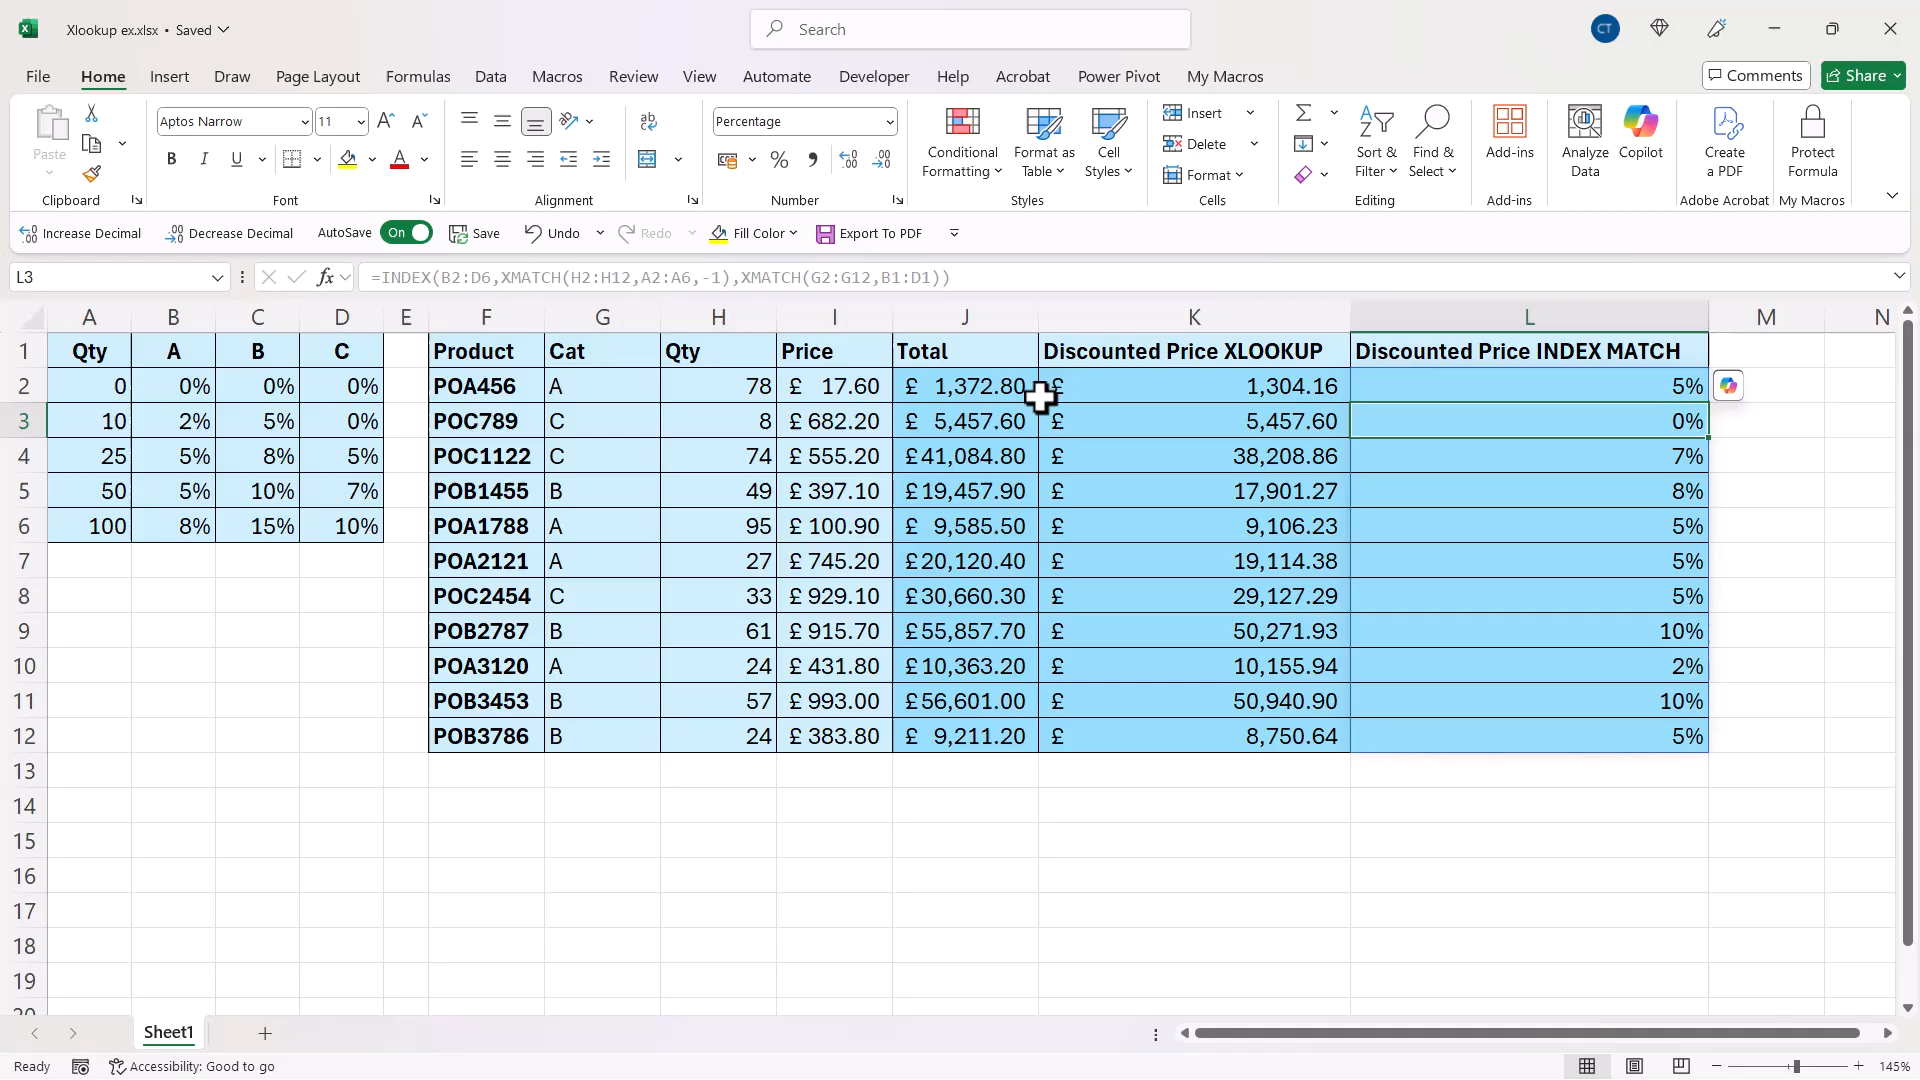 Xlookup ex.xlsx • Saved
Search
CT
File Home Insert Draw Page Layout Formulas Data Macros Review View Automate Developer Help Acrobat Power Pivot My Macros
Comments Share
Paste
Clipboard
Aptos Narrow 11
B I U
Font
ab
Alignment
Percentage
Number
Conditional Formatting
Format as Table
Cell Styles
Styles
Insert
Delete
Format
Cells
Sort & Filter
Find & Select
Editing
Add-ins
Add-ins
Analyze Data
Copilot
Create a PDF
Adobe Acrobat
Protect Formula
My Macros
Increase Decimal Decrease Decimal AutoSave On Save Undo Redo Fill Color Export To PDF
L3 fx =INDEX(B2:D6,XMATCH(H2:H12,A2:A6,-1),XMATCH(G2:G12,B1:D1))
A B C D E F G H I J K L M N
1 Qty A B C Product Cat Qty Price Total Discounted Price XLOOKUP Discounted Price INDEX MATCH
2 0 0% 0% 0% POA456 A 78 £ 17.60 £ 1,372.80 £ 1,304.16 5%
3 10 2% 5% 0% POC789 C 8 £ 682.20 £ 5,457.60 £ 5,457.60 0%
4 25 5% 8% 5% POC1122 C 74 £ 555.20 £41,084.80 £ 38,208.86 7%
5 50 5% 10% 7% POB1455 B 49 £ 397.10 £19,457.90 £ 17,901.27 8%
6 100 8% 15% 10% POA1788 A 95 £ 100.90 £ 9,585.50 £ 9,106.23 5%
7 POA2121 A 27 £ 745.20 £20,120.40 £ 19,114.38 5%
8 POC2454 C 33 £ 929.10 £30,660.30 £ 29,127.29 5%
9 POB2787 B 61 £ 915.70 £55,857.70 £ 50,271.93 10%
10 POA3120 A 24 £ 431.80 £10,363.20 £ 10,155.94 2%
11 POB3453 B 57 £ 993.00 £56,601.00 £ 50,940.90 10%
12 POB3786 B 24 £ 383.80 £ 9,211.20 £ 8,750.64 5%
13
14
15
16
17
18
19
20
Sheet1
Ready Accessibility: Good to go 145%